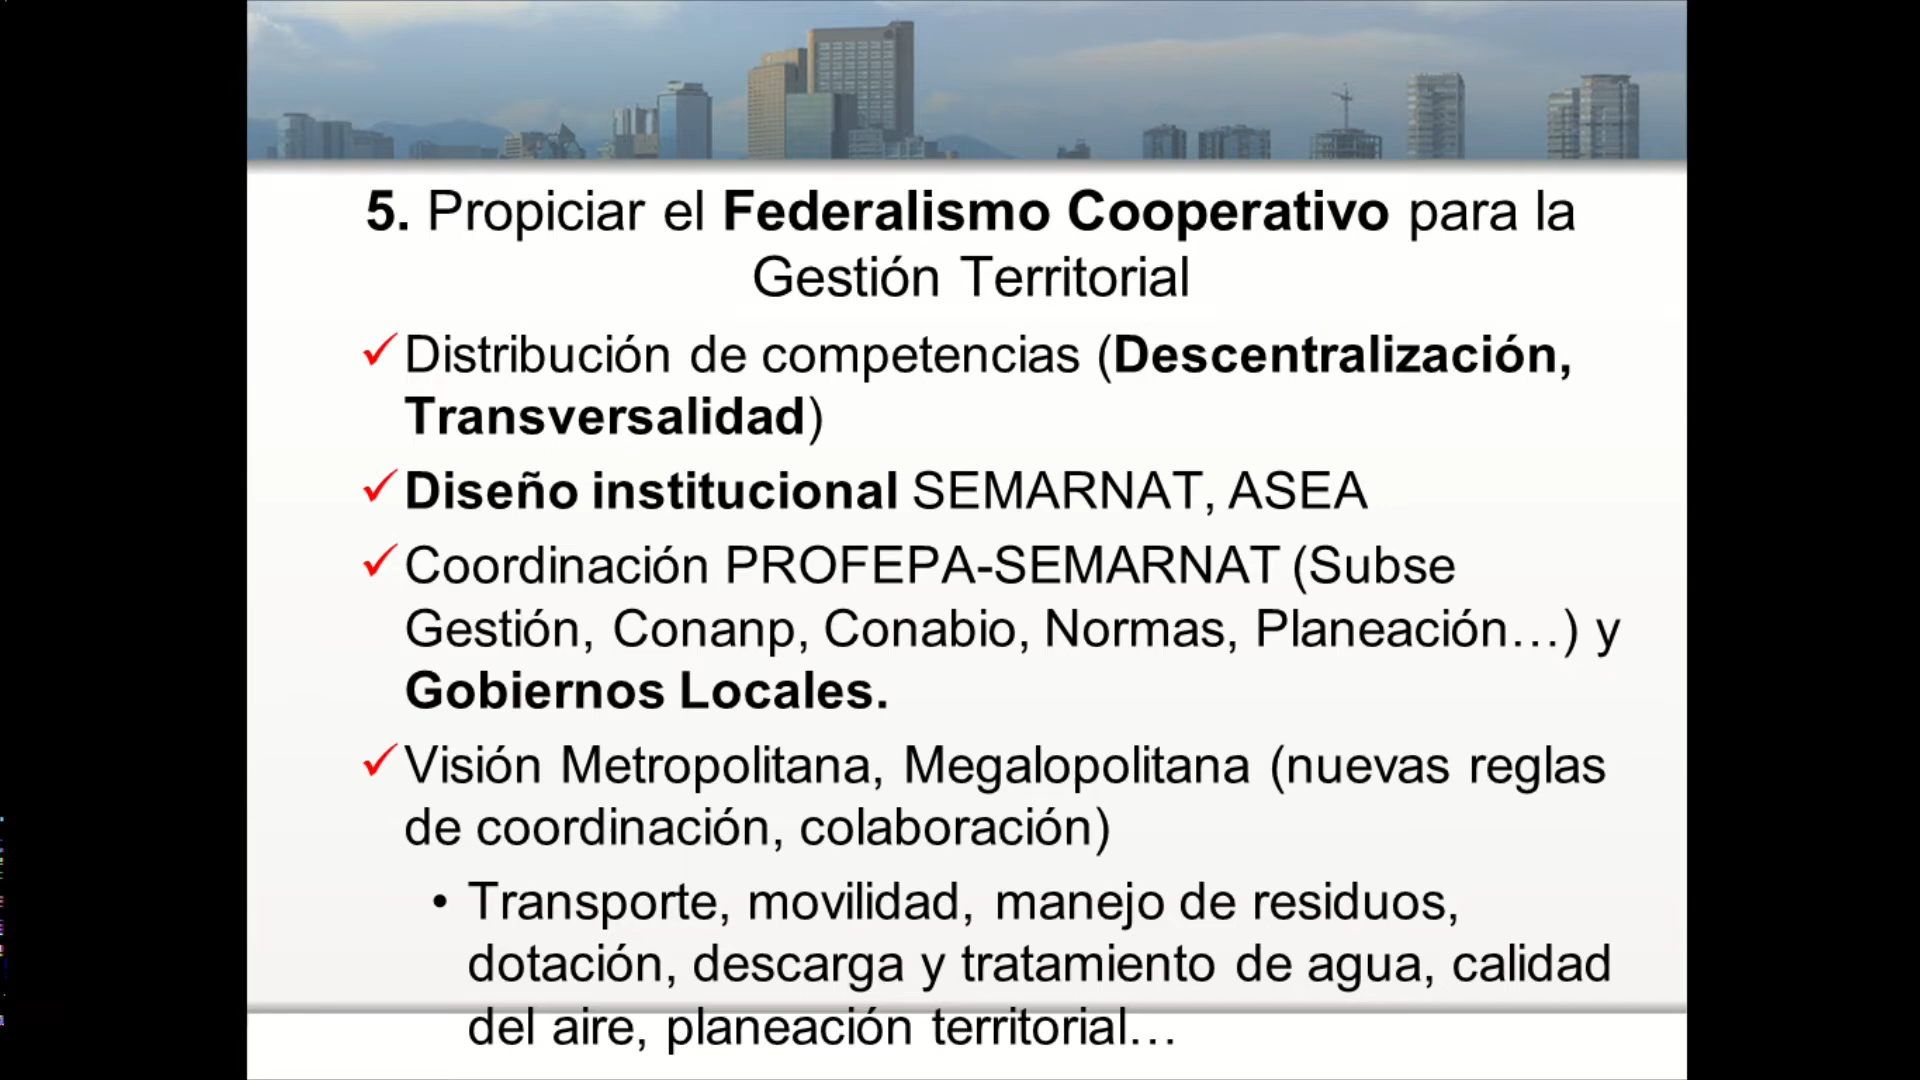 5. Propiciar el Federalismo Cooperativo para la
Gestión Territorial
✓Distribución de competencias (Descentralización,
Transversalidad)
✓Diseño institucional SEMARNAT, ASEA
✓Coordinación PROFEPA-SEMARNAT (Subse
Gestión, Conanp, Conabio, Normas, Planeación…) y
Gobiernos Locales.
✓Visión Metropolitana, Megalopolitana (nuevas reglas
de coordinación, colaboración)
• Transporte, movilidad, manejo de residuos,
dotación, descarga y tratamiento de agua, calidad
del aire, planeación territorial…